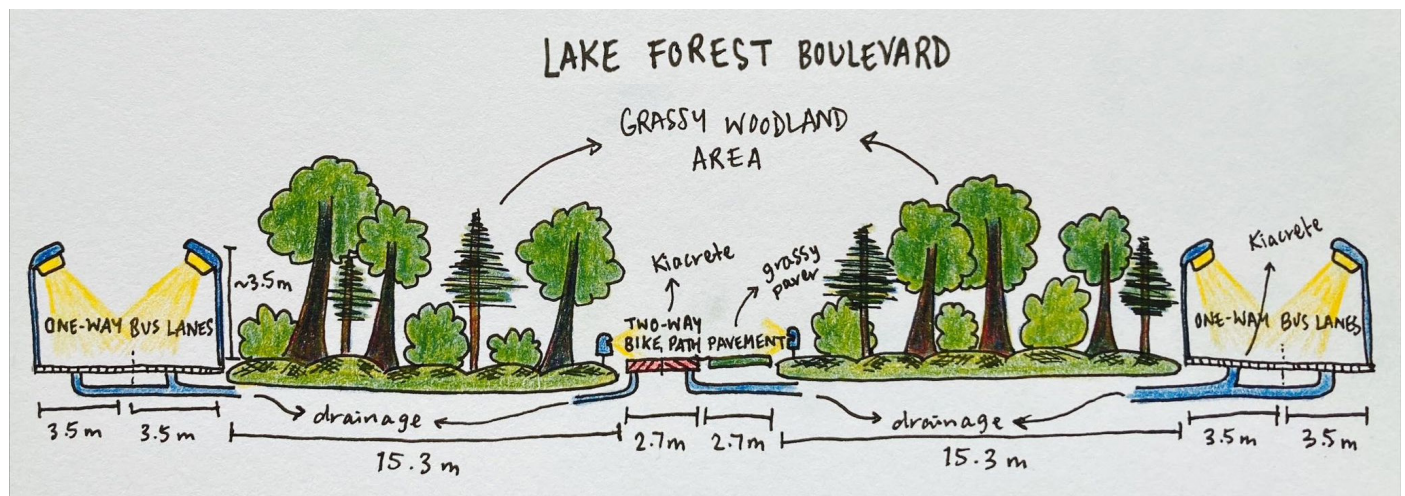 LAKE FOREST BOULEVARD
GRASSY WOODLAND
AREA
~3.5m
ONE-WAY BUS LANES
Kiacrete
grassy
paver
TWO-WAY
BIKE PATH
PAVEMENT
Kiacrete
ONE-WAY BUS LANES
drainage
drainage
3.5m
3.5m
15.3 m
2.7m
2.7m
15.3 m
3.5m
3.5m